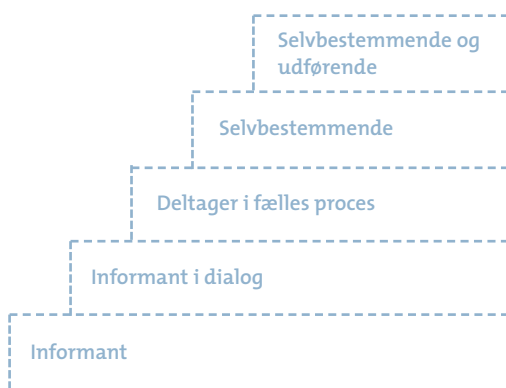 Selvbestemmende og
udførende
Selvbestemmende
Deltager i fælles proces
Informant i dialog
Informant